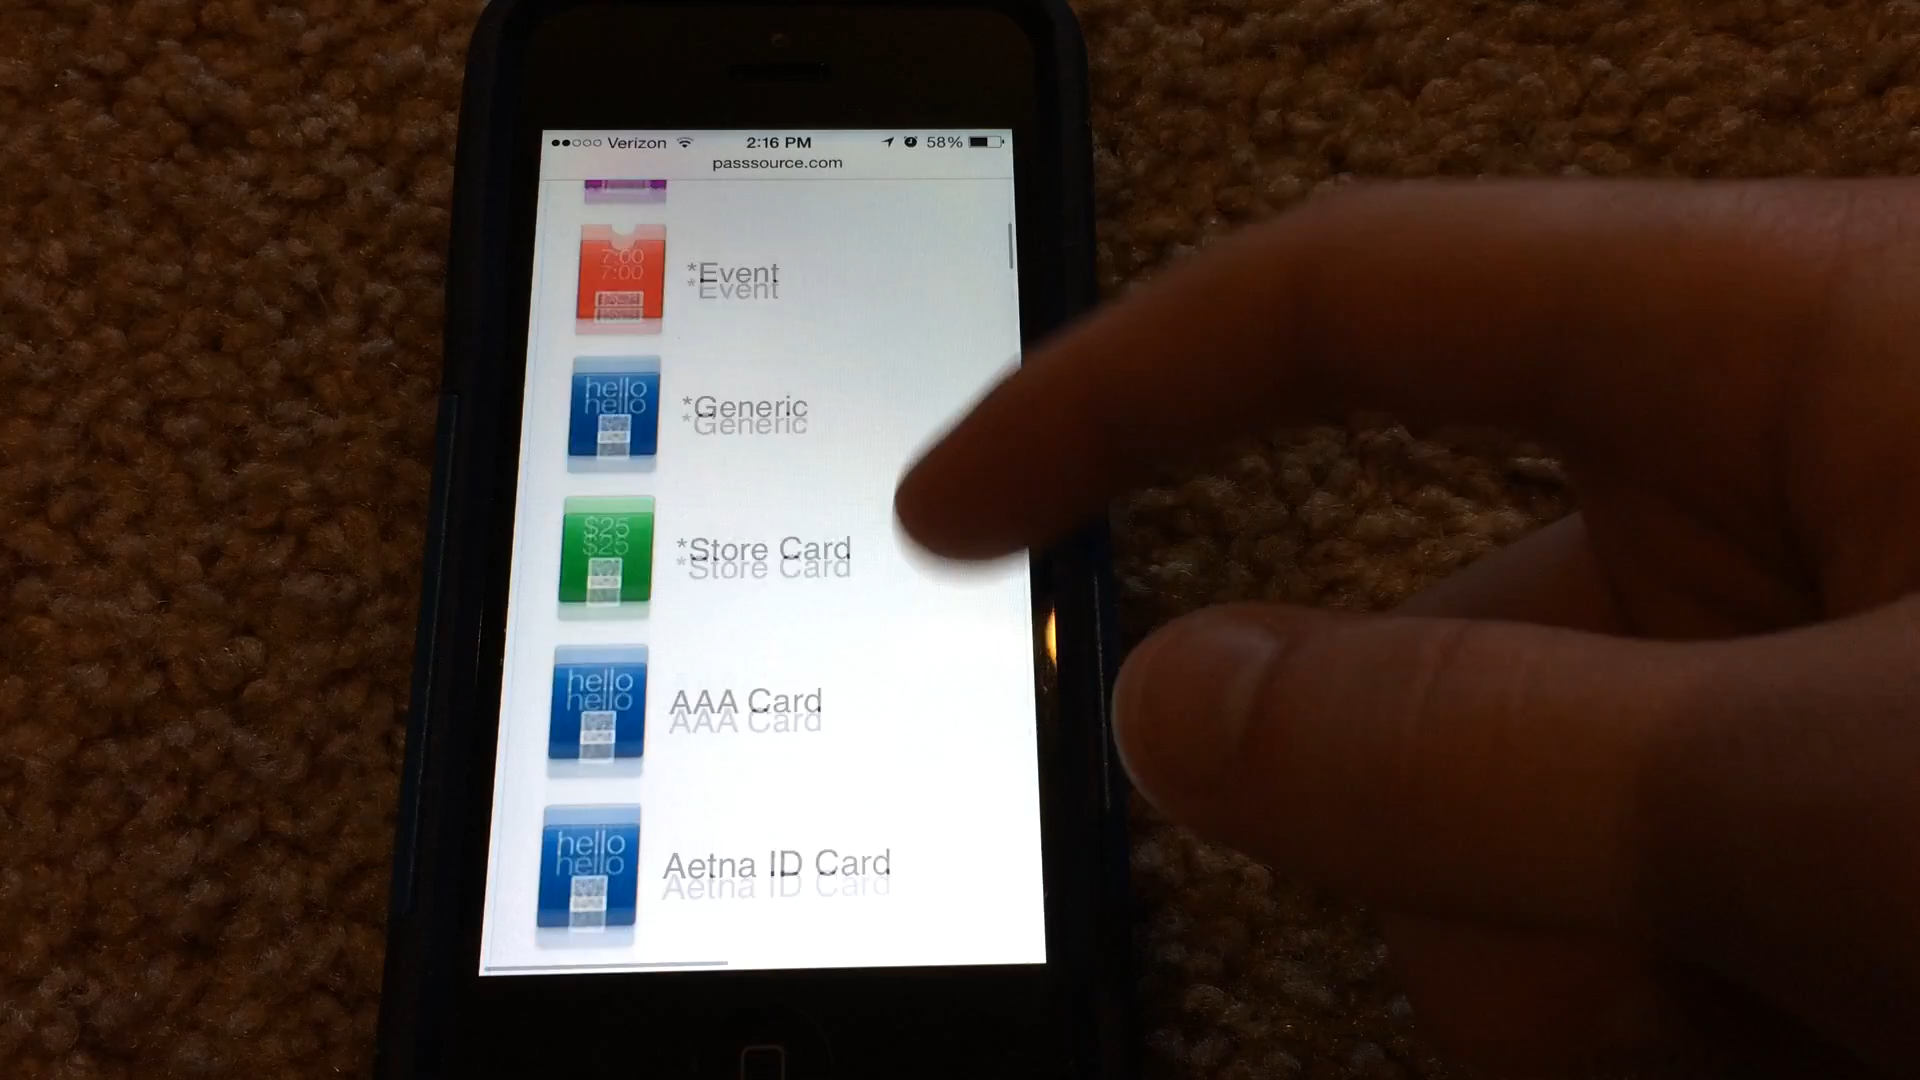 Verizon 2:16 PM 58%
passsource.com
7:00
7:00
*Event
*Event
hello
hello
*Generic
*Generic
$25
$25
*Store Card
*Store Card
hello
hello
AAA Card
AAA Card
hello
hello
Aetna ID Card
Aetna ID Card